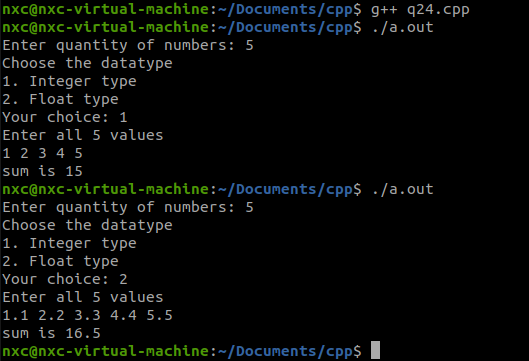 nxc@nxc-virtual-machine:~/Documents/cpp$ g++ q24.cpp
nxc@nxc-virtual-machine:~/Documents/cpp$ ./a.out
Enter quantity of numbers: 5
Choose the datatype
1. Integer type
2. Float type
Your choice: 1
Enter all 5 values
1 2 3 4 5
sum is 15
nxc@nxc-virtual-machine:~/Documents/cpp$ ./a.out
Enter quantity of numbers: 5
Choose the datatype
1. Integer type
2. Float type
Your choice: 2
Enter all 5 values
1.1 2.2 3.3 4.4 5.5
sum is 16.5
nxc@nxc-virtual-machine:~/Documents/cpp$